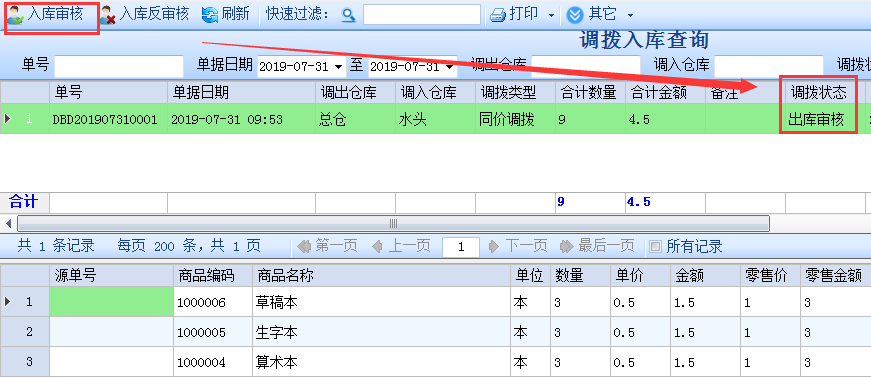 入库审核 入库反审核 刷新 快速过滤： 打印 其它
调拨入库查询
单号 单据日期 2019-07-31 至 2019-07-31 调出仓库 调入仓库 调拨状
单号 单据日期 调出仓库 调入仓库 调拨类型 合计数量 合计金额 备注 调拨状态
1 DBD201907310001 2019-07-31 09:53 总仓 水头 同价调拨 9 4.5 出库审核
合计 9 4.5
共 1 条记录 每页 200 条，共 1 页 第一页 上一页 1 下一页 最后一页 所有记录
源单号 商品编码 商品名称 单位 数量 单价 金额 零售价 零售金额
1 1000006 草稿本 本 3 0.5 1.5 1 3
2 1000005 生字本 本 3 0.5 1.5 1 3
3 1000004 算术本 本 3 0.5 1.5 1 3